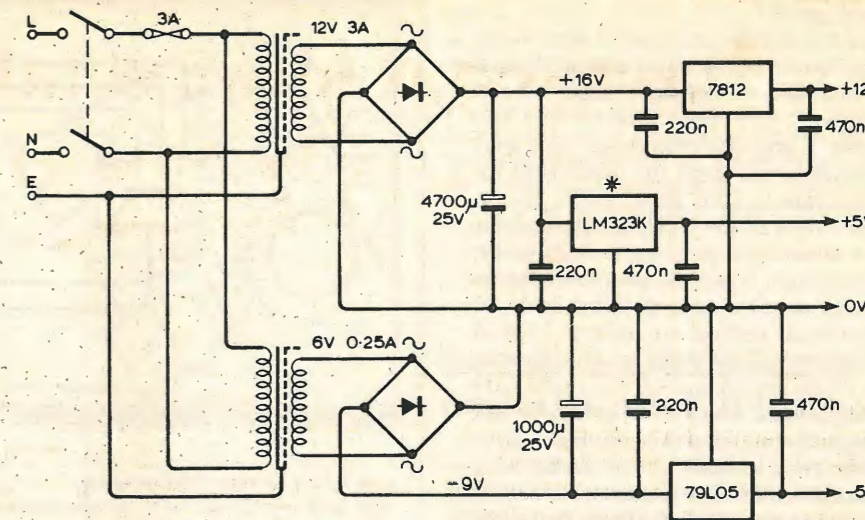 L
3A
12V 3A
∼
+16V
7812
+12
220n
470n
N
E
∼
4700μ
25V
*
LM323K
+5V
220n
470n
0V
6V 0·25A
∼
1000μ
25V
220n
470n
∼
-9V
79L05
-5